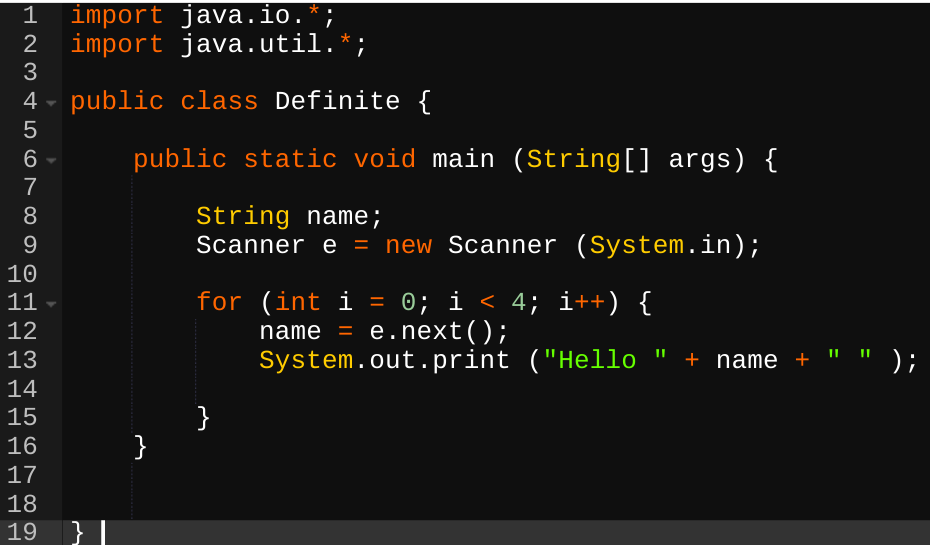 1 import java.io.*;
2 import java.util.*;
3
4 public class Definite {
5
6     public static void main (String[] args) {
7
8         String name;
9         Scanner e = new Scanner (System.in);
10
11         for (int i = 0; i < 4; i++) {
12             name = e.next();
13             System.out.print ("Hello " + name + " " );
14
15         }
16     }
17
18
19 }